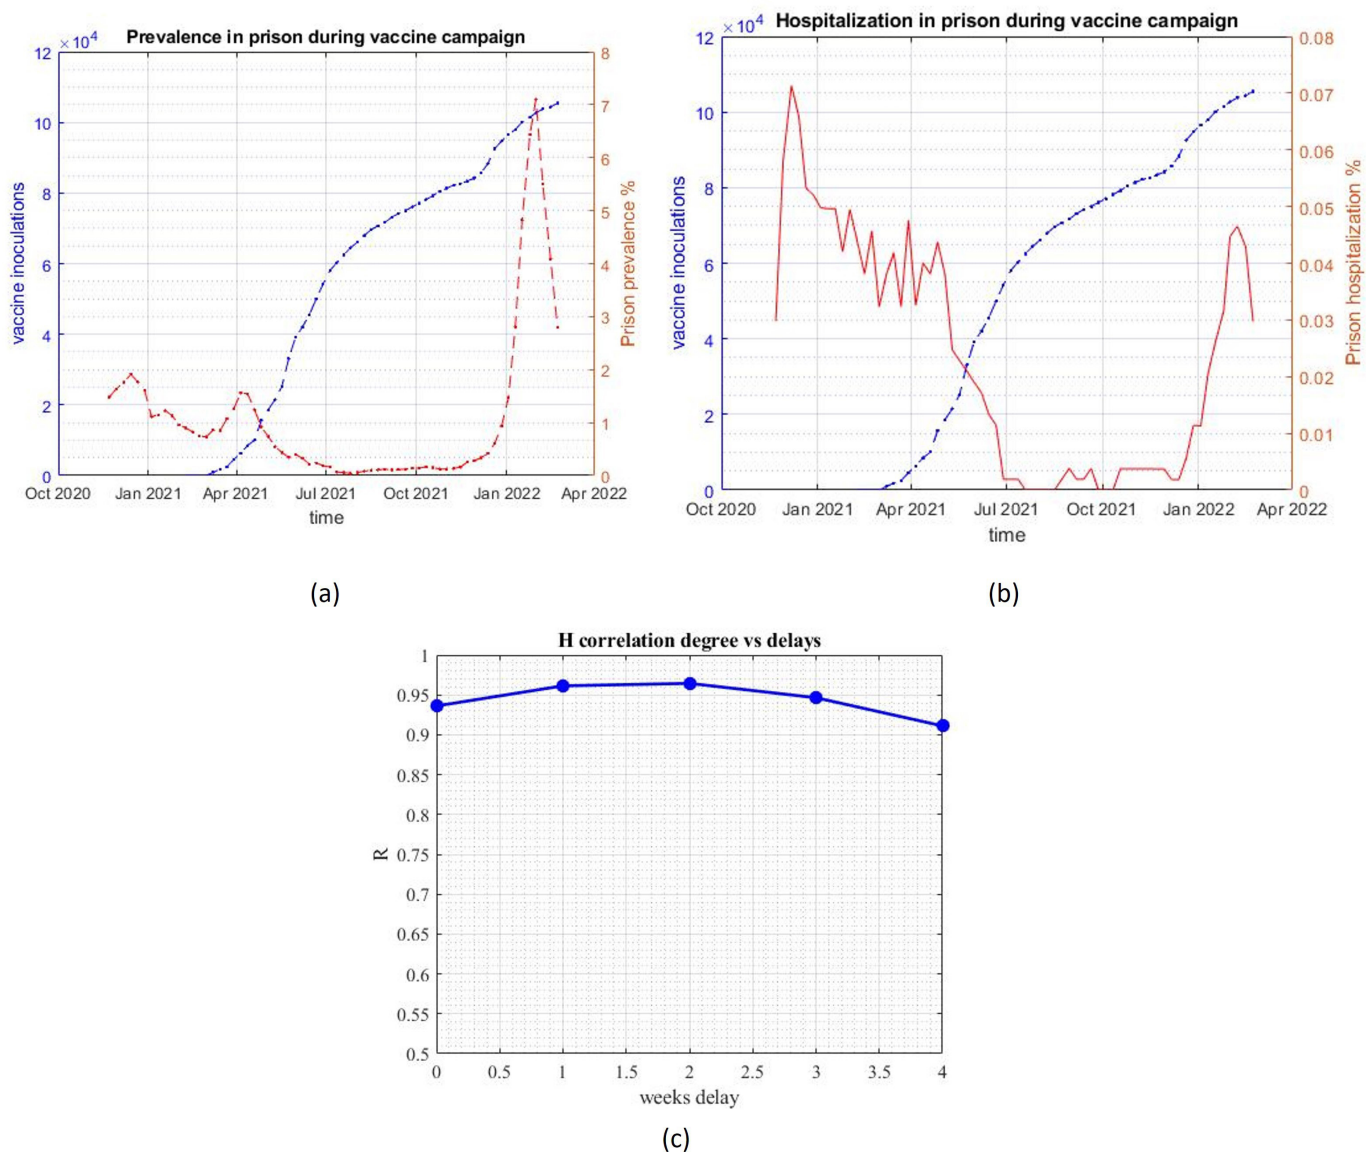 Prevalence in prison during vaccine campaign
×10⁴
12
10
8
6
4
2
0
vaccine inoculations
8
7
6
5
4
3
2
1
0
Prison prevalence %
Oct 2020 Jan 2021 Apr 2021 Jul 2021 Oct 2021 Jan 2022 Apr 2022
time
(a)
Hospitalization in prison during vaccine campaign
×10⁴
12
10
8
6
4
2
0
vaccine inoculations
0.08
0.07
0.06
0.05
0.04
0.03
0.02
0.01
0
Prison hospitalization %
Oct 2020 Jan 2021 Apr 2021 Jul 2021 Oct 2021 Jan 2022 Apr 2022
time
(b)
H correlation degree vs delays
1
0.95
0.9
0.85
0.8
0.75
0.7
0.65
0.6
0.55
0.5
R
0 0.5 1 1.5 2 2.5 3 3.5 4
weeks delay
(c)